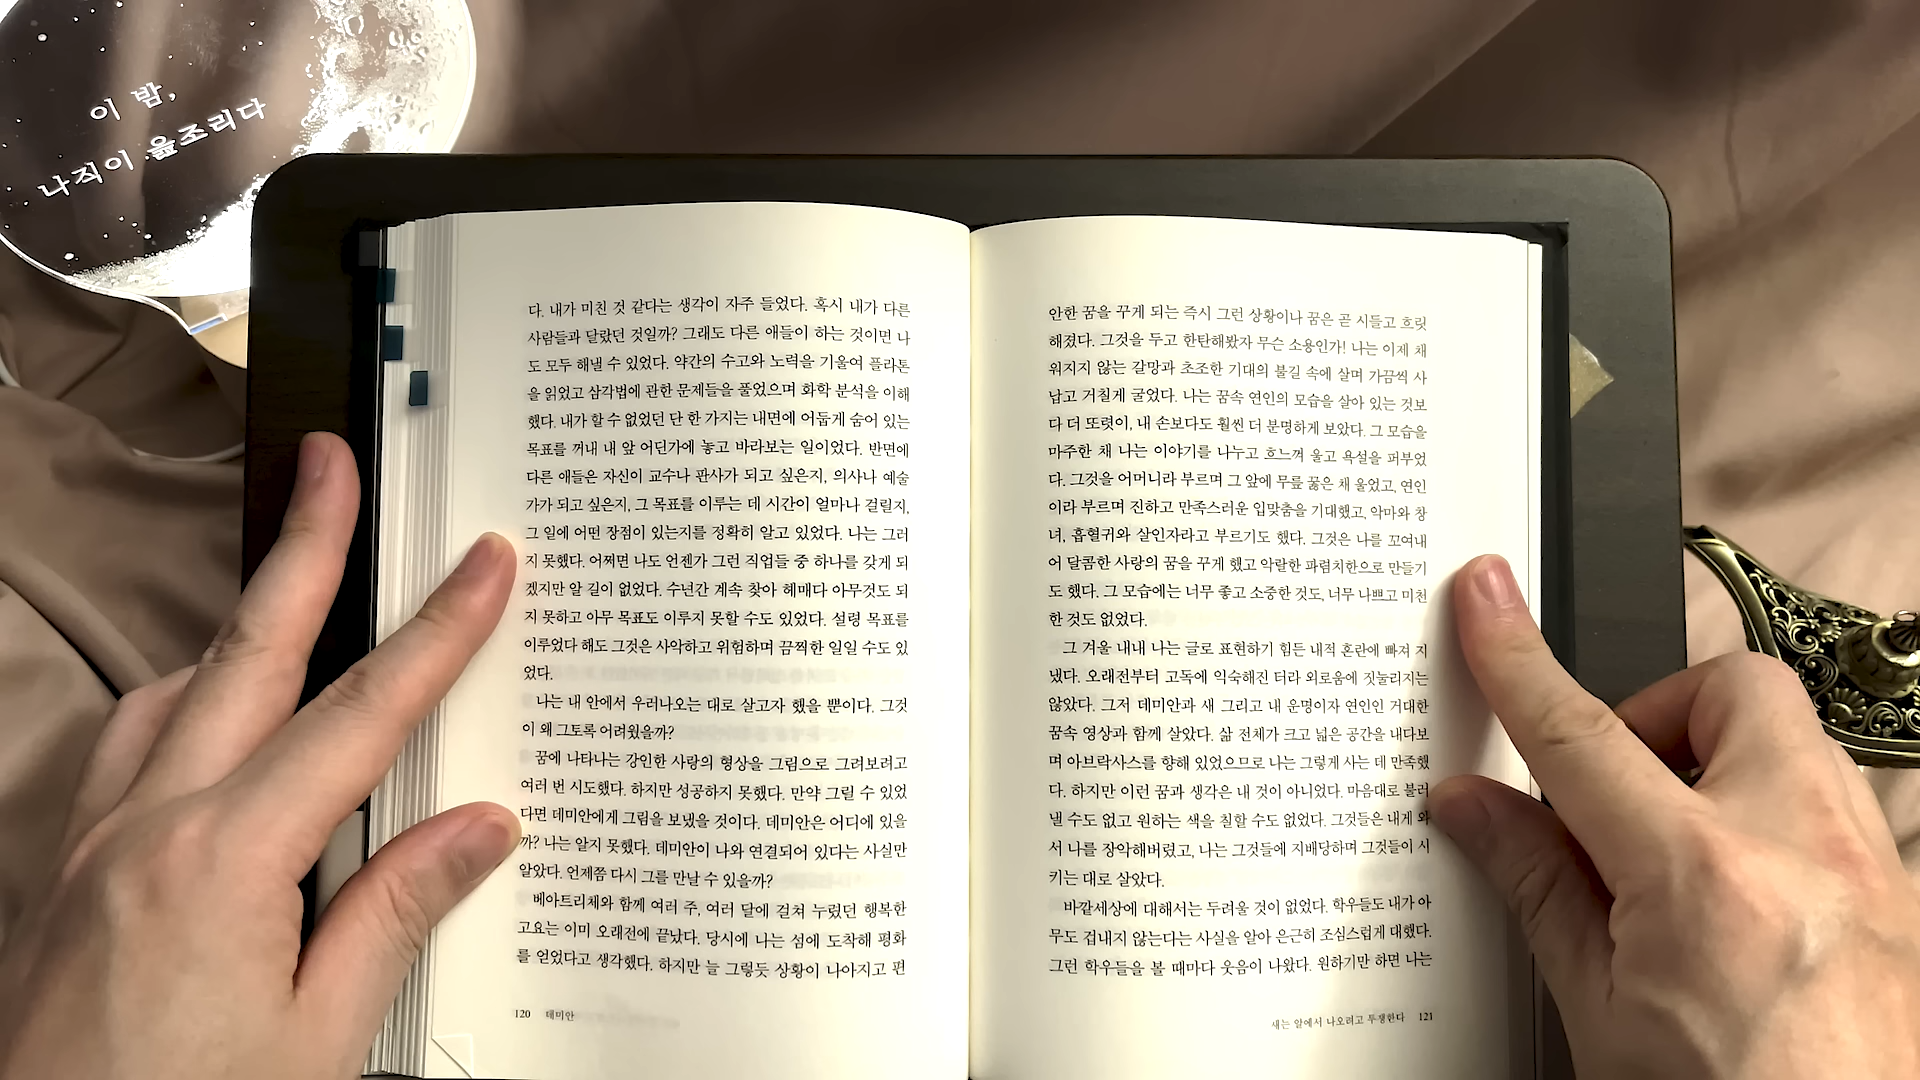 이 밤,
나직이 읊조리다
다. 내가 미친 것 같다는 생각이 자주 들었다. 혹시 내가 다른
사람들과 달랐던 것일까? 그래도 다른 애들이 하는 것이면 나
도 모두 해낼 수 있었다. 약간의 수고와 노력을 기울여 플라톤
을 읽었고 삼각법에 관한 문제들을 풀었으며 화학 분석을 이해
했다. 내가 할 수 없었던 단 한 가지는 내면에 어둡게 숨어 있는
목표를 꺼내 내 앞 어딘가에 놓고 바라보는 일이었다. 반면에
다른 애들은 자신이 교수나 판사가 되고 싶은지, 의사나 예술
가가 되고 싶은지, 그 목표를 이루는 데 시간이 얼마나 걸릴지,
그 일에 어떤 장점이 있는지를 정확히 알고 있었다. 나는 그러
지 못했다. 어쩌면 나도 언젠가 그런 직업들 중 하나를 갖게 되
겠지만 알 길이 없었다. 수년간 계속 찾아 헤매다 아무것도 되
지 못하고 아무 목표도 이루지 못할 수도 있었다. 설령 목표를
이루었다 해도 그것은 사악하고 위험하며 끔찍한 일일 수도 있
었다.
나는 내 안에서 우러나오는 대로 살고자 했을 뿐이다. 그것
이 왜 그토록 어려웠을까?
꿈에 나타나는 강인한 사랑의 형상을 그림으로 그려보려고
여러 번 시도했다. 하지만 성공하지 못했다. 만약 그릴 수 있었
다면 데미안에게 그림을 보냈을 것이다. 데미안은 어디에 있을
까? 나는 알지 못했다. 데미안이 나와 연결되어 있다는 사실만
알았다. 언제쯤 다시 그를 만날 수 있을까?
베아트리체와 함께 여러 주, 여러 달에 걸쳐 누렸던 행복한
고요는 이미 오래전에 끝났다. 당시에 나는 섬에 도착해 평화
를 얻었다고 생각했다. 하지만 늘 그렇듯 상황이 나아지고 편
120 데미안
안한 꿈을 꾸게 되는 즉시 그런 상황이나 꿈은 곧 시들고 흐릿
해졌다. 그것을 두고 한탄해봤자 무슨 소용인가! 나는 이제 채
워지지 않는 갈망과 초조한 기대의 불길 속에 살며 가끔씩 사
납고 거칠게 굴었다. 나는 꿈속 연인의 모습을 살아 있는 것보
다 더 또렷이, 내 손보다도 훨씬 더 분명하게 보았다. 그 모습을
마주한 채 나는 이야기를 나누고 흐느껴 울고 욕설을 퍼부었
다. 그것을 어머니라 부르며 그 앞에 무릎 꿇은 채 울었고, 연인
이라 부르며 진하고 만족스러운 입맞춤을 기대했고, 악마와 창
녀, 흡혈귀와 살인자라고 부르기도 했다. 그것은 나를 꼬여내
어 달콤한 사랑의 꿈을 꾸게 했고 악랄한 파렴치한으로 만들기
도 했다. 그 모습에는 너무 좋고 소중한 것도, 너무 나쁘고 미천
한 것도 없었다.
그 겨울 내내 나는 글로 표현하기 힘든 내적 혼란에 빠져 지
냈다. 오래전부터 고독에 익숙해진 터라 외로움에 짓눌리지는
않았다. 그저 데미안과 새 그리고 내 운명이자 연인인 거대한
꿈속 영상과 함께 살았다. 삶 전체가 크고 넓은 공간을 내다보
며 아브락사스를 향해 있었으므로 나는 그렇게 사는 데 만족했
다. 하지만 이런 꿈과 생각은 내 것이 아니었다. 마음대로 불러
낼 수도 없고 원하는 색을 칠할 수도 없었다. 그것들은 내게 와
서 나를 장악해버렸고, 나는 그것들에 지배당하며 그것들이 시
키는 대로 살았다.
바깥세상에 대해서는 두려울 것이 없었다. 학우들도 내가 아
무도 겁내지 않는다는 사실을 알아 은근히 조심스럽게 대했다.
그런 학우들을 볼 때마다 웃음이 나왔다. 원하기만 하면 나는
새는 알에서 나오려고 투쟁한다 121